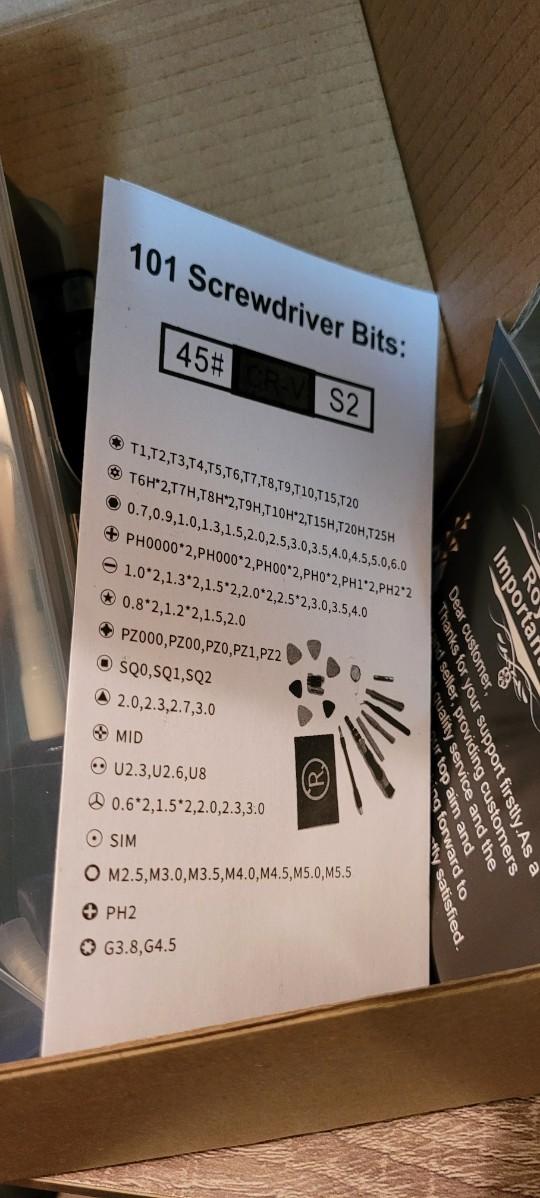 101 Screwdriver Bits:
45# CR-V S2
T1,T2,T3,T4,T5,T6,T7,T8,T9,T10,T15,T20
T6H*2,T7H,T8H*2,T9H,T10H*2,T15H,T20H,T25H
0.7,0.9,1.0,1.3,1.5,2.0,2.5,3.0,3.5,4.0,4.5,5.0,6.0
PH0000*2,PH000*2,PH00*2,PH0*2,PH1*2,PH2*2
1.0*2,1.3*2,1.5*2,2.0*2,2.5*2,3.0,3.5,4.0
0.8*2,1.2*2,1.5,2.0
PZ000,PZ00,PZ0,PZ1,PZ2
SQ0,SQ1,SQ2
2.0,2.3,2.7,3.0
MID
U2.3,U2.6,U8
0.6*2,1.5*2,2.0,2.3,3.0
SIM
M2.5,M3.0,M3.5,M4.0,M4.5,M5.0,M5.5
PH2
G3.8,G4.5
R
Dear customer,
Thanks for your support firstly.As a
seller, providing customers
quality service and the
top aim and
forward to
satisfied.